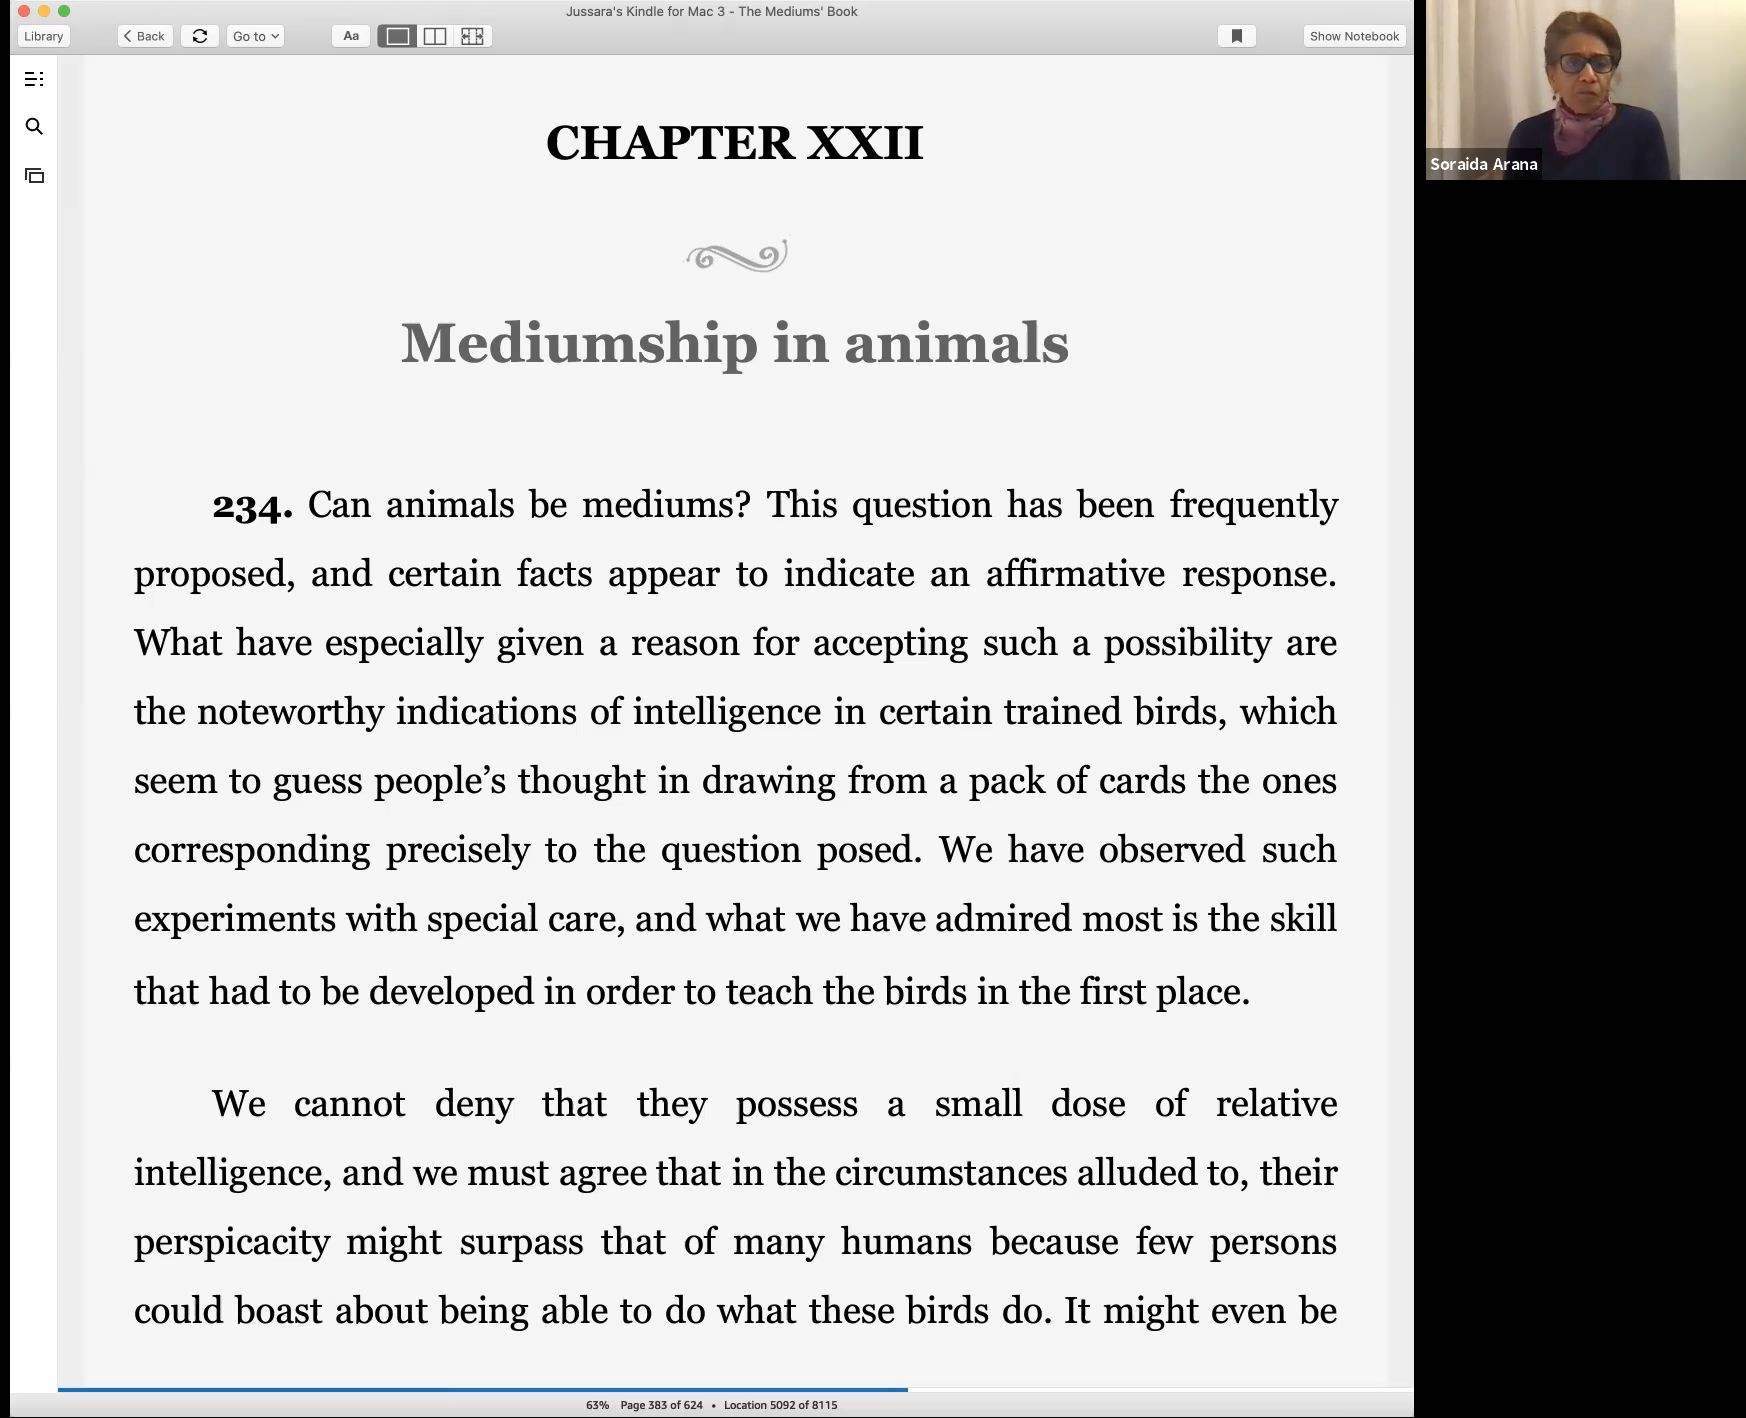 Jussara's Kindle for Mac 3 - The Mediums' Book
Library
Back
Go to
Aa
Show Notebook
CHAPTER XXII
Mediumship in animals
234. Can animals be mediums? This question has been frequently
proposed, and certain facts appear to indicate an affirmative response.
What have especially given a reason for accepting such a possibility are
the noteworthy indications of intelligence in certain trained birds, which
seem to guess people’s thought in drawing from a pack of cards the ones
corresponding precisely to the question posed. We have observed such
experiments with special care, and what we have admired most is the skill
that had to be developed in order to teach the birds in the first place.
We cannot deny that they possess a small dose of relative
intelligence, and we must agree that in the circumstances alluded to, their
perspicacity might surpass that of many humans because few persons
could boast about being able to do what these birds do. It might even be
63% Page 383 of 624 • Location 5092 of 8115
Soraida Arana